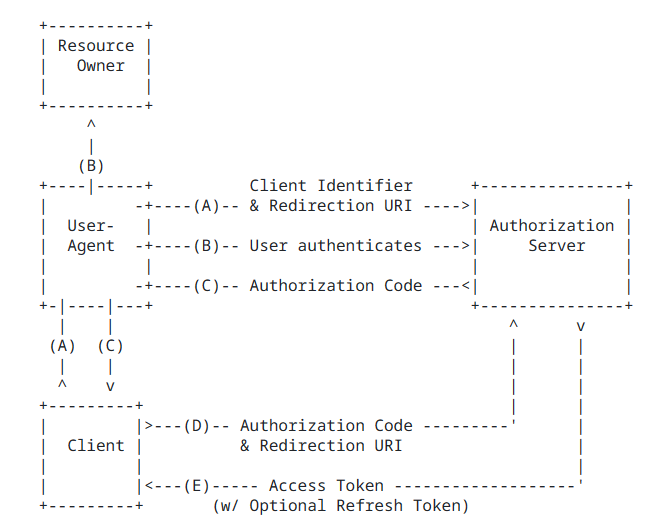 +----------+
| Resource |
|   Owner  |
|          |
+----------+
     ^
     |
    (B)
+----|-----+          Client Identifier      +---------------+
|         -+----(A)-- & Redirection URI ---->|               |
|  User-   |                                 | Authorization |
|  Agent  -+----(B)-- User authenticates --->|     Server    |
|          |                                 |               |
|         -+----(C)-- Authorization Code ---<|               |
+-|----|---+                                 +---------------+
  |    |                                         ^      v
 (A)  (C)                                        |      |
  |    |                                         |      |
  ^    v                                         |      |
+---------+                                      |      |
|         |>---(D)-- Authorization Code ---------'      |
|  Client |          & Redirection URI                  |
|         |                                             |
|         |<---(E)----- Access Token -------------------'
+---------+       (w/ Optional Refresh Token)